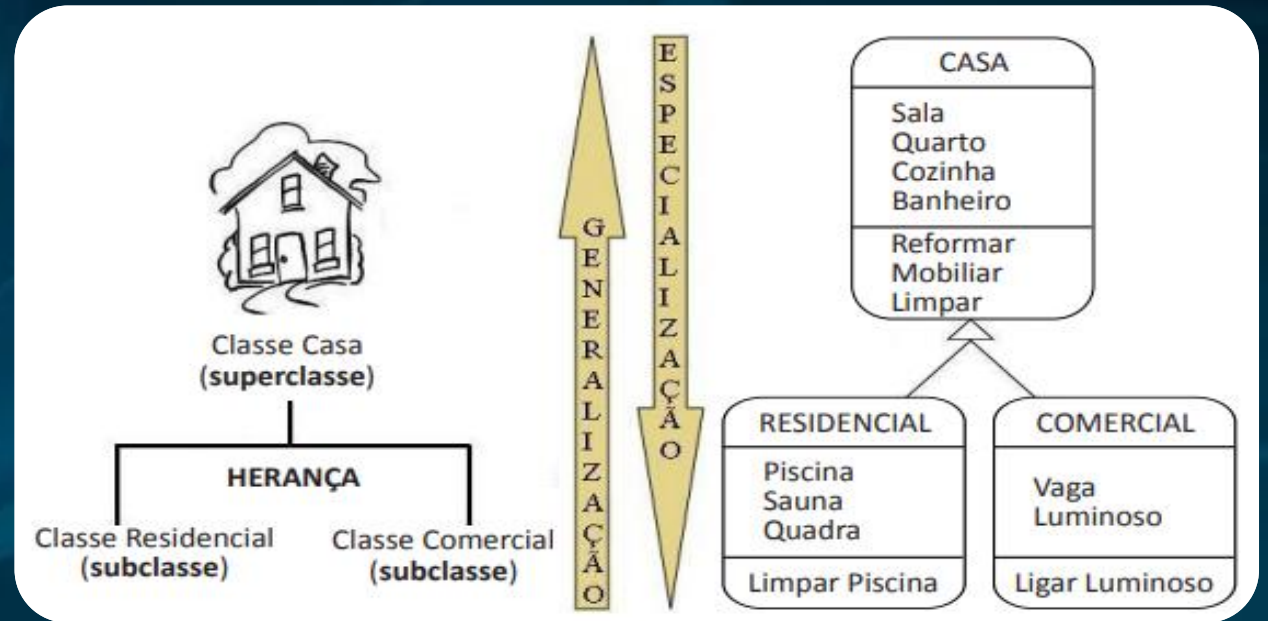 Classe Casa
(superclasse)
HERANÇA
Classe Residencial
(subclasse)
Classe Comercial
(subclasse)
GENERALIZAÇÃO
ESPECIALIZAÇÃO
CASA
Sala
Quarto
Cozinha
Banheiro
Reformar
Mobiliar
Limpar
RESIDENCIAL
Piscina
Sauna
Quadra
Limpar Piscina
COMERCIAL
Vaga
Luminoso
Ligar Luminoso